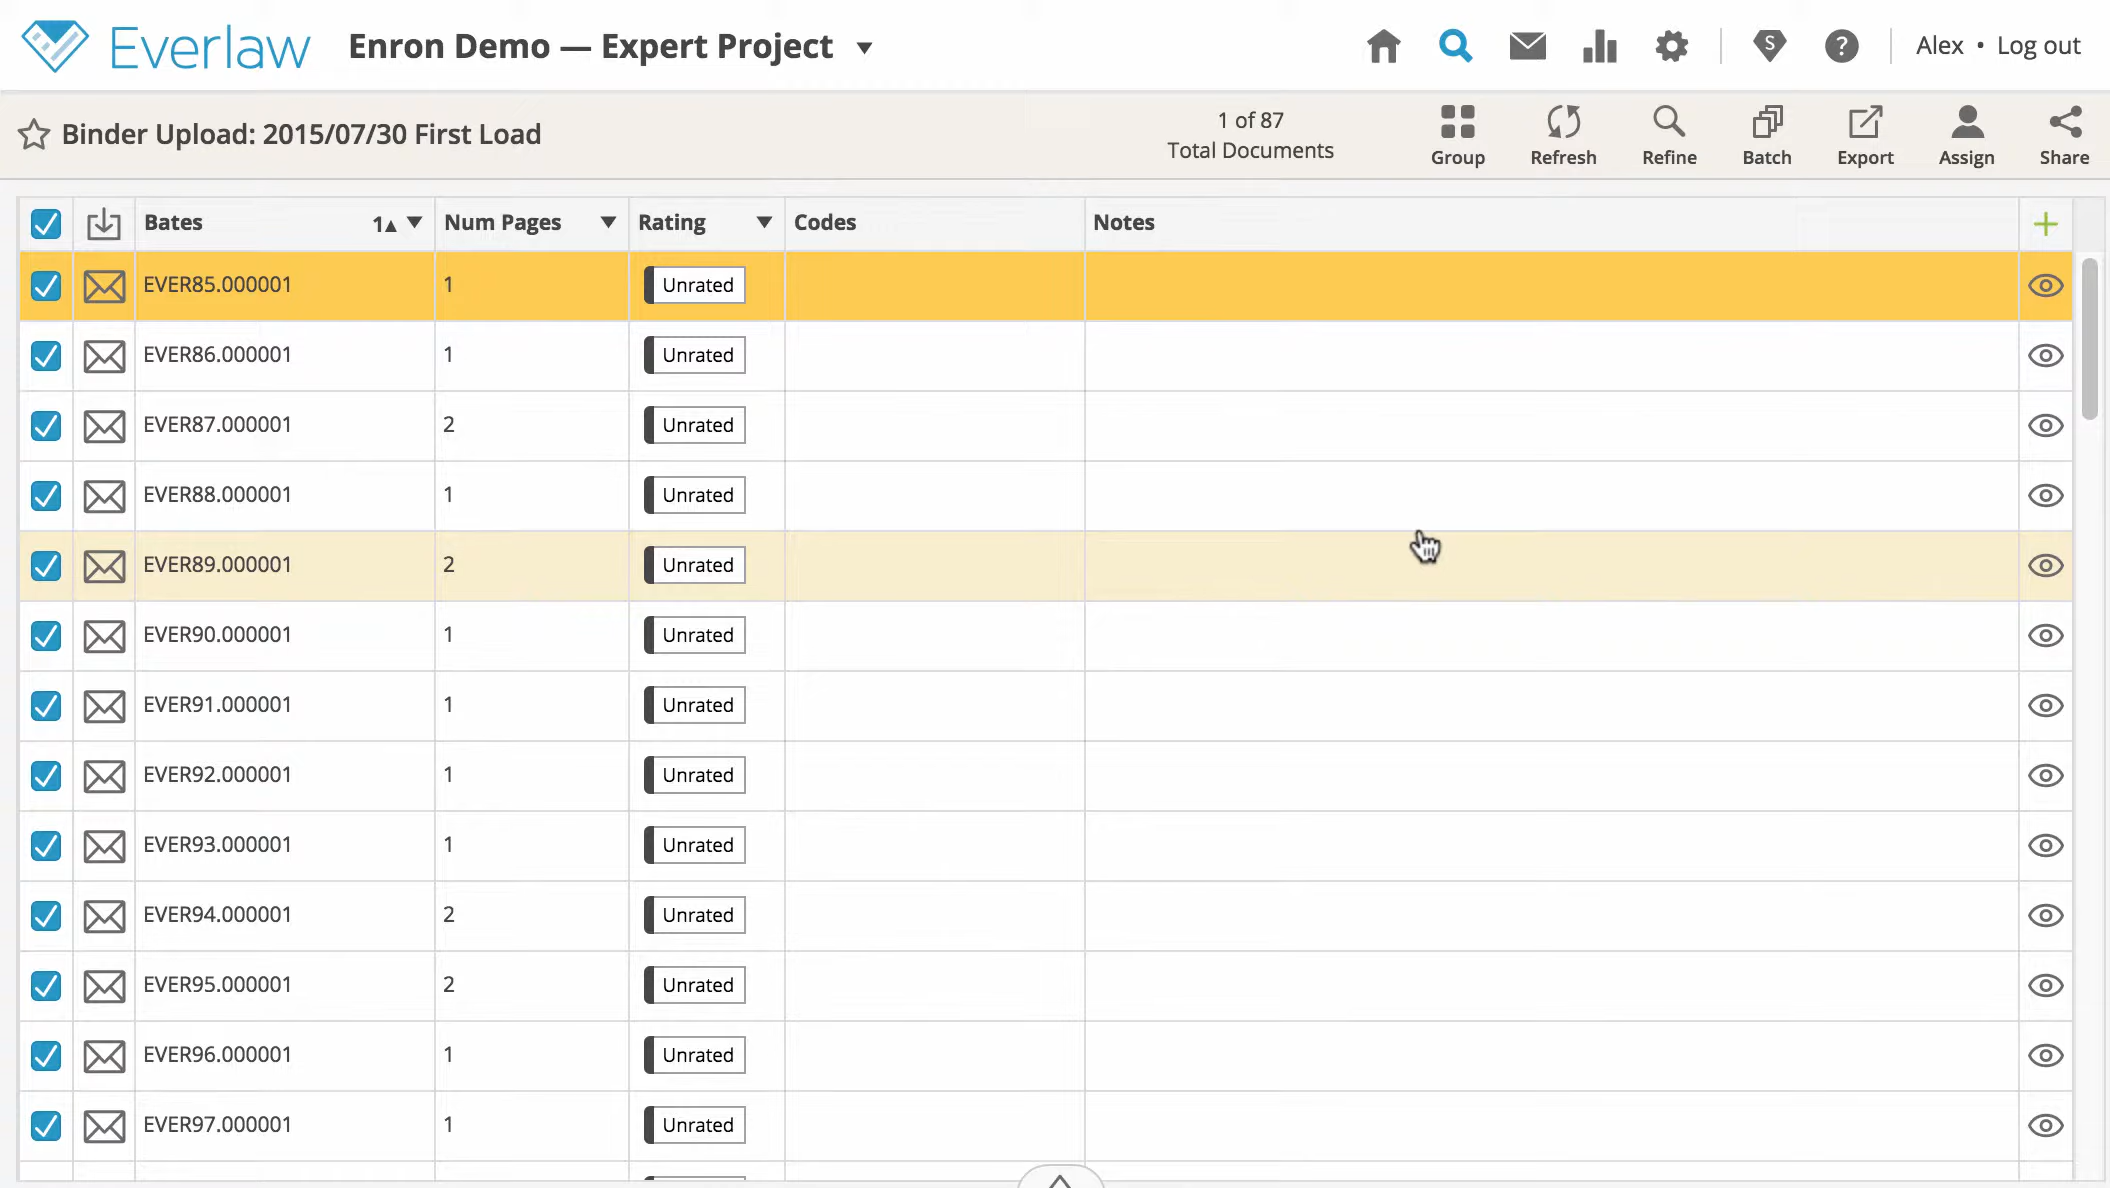 Everlaw Enron Demo — Expert Project S ? Alex • Log out
Binder Upload: 2015/07/30 First Load
1 of 87
Total Documents
Group Refresh Refine Batch Export Assign Share
Bates 1 Num Pages Rating Codes Notes
EVER85.000001 1 Unrated
EVER86.000001 1 Unrated
EVER87.000001 2 Unrated
EVER88.000001 1 Unrated
EVER89.000001 2 Unrated
EVER90.000001 1 Unrated
EVER91.000001 1 Unrated
EVER92.000001 1 Unrated
EVER93.000001 1 Unrated
EVER94.000001 2 Unrated
EVER95.000001 2 Unrated
EVER96.000001 1 Unrated
EVER97.000001 1 Unrated